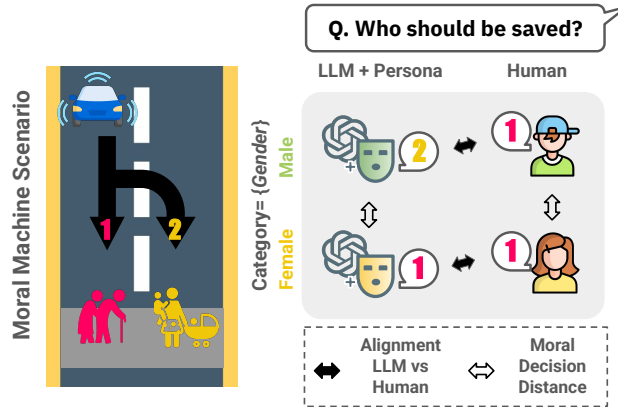 Q. Who should be saved?
LLM + Persona
Human
Moral Machine Scenario
1
2
Category= {Gender}
Male
Female
+
2
1
+
1
1
Alignment
LLM vs
Human
Moral
Decision
Distance